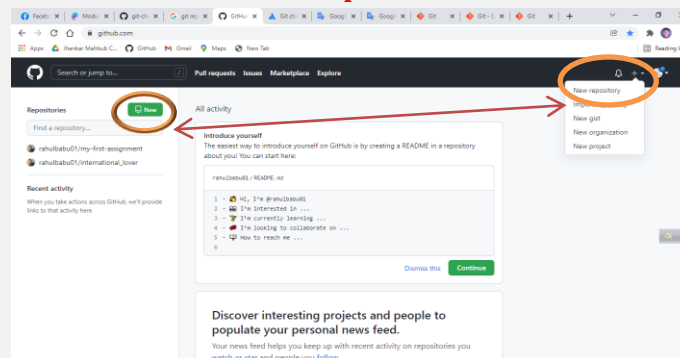 Faceb
Modu
git-ch
git rep
GitHu
Git ch
Googl
Googl
Git
Git - S
Git
github.com
Apps
Jhankar Mahbub C...
GitHub
Gmail
Maps
New Tab
Reading l
Search or jump to...
/
Pull requests Issues Marketplace Explore
Repositories
New
Find a repository...
rahulbabu01/my-first-assignment
rahulbabu01/international_lover
Recent activity
When you take actions across GitHub, we'll provide
links to that activity here.
All activity
Introduce yourself
The easiest way to introduce yourself on GitHub is by creating a README in a repository
about you! You can start here:
rahulbabu01/README.md
1 - 👋 Hi, I'm @rahulbabu01
2 - 👀 I'm interested in ...
3 - 🌱 I'm currently learning ...
4 - 💞️ I'm looking to collaborate on ...
5 - 📫 How to reach me ...
6
Dismiss this
Continue
Discover interesting projects and people to
populate your personal news feed.
Your news feed helps you keep up with recent activity on repositories you
watch or star and people you follow.
New repository
New gist
New organization
New project